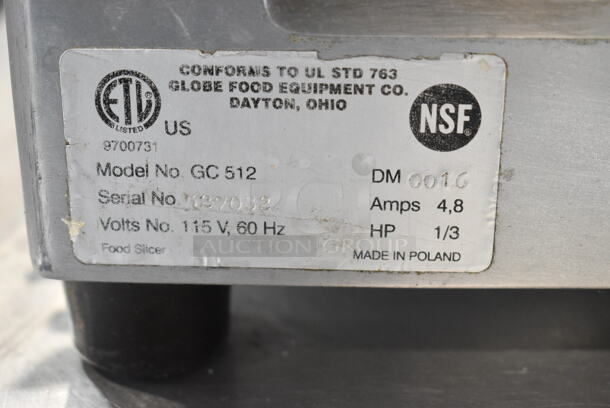 CONFORMS TO UL STD 763
GLOBE FOOD EQUIPMENT CO.
DAYTON, OHIO
ETL
LISTED
US
NSF
9700731
Model No. GC 512
DM 0016
Serial No
Amps 4,8
Volts No. 115 V, 60 Hz
HP 1/3
AUCTION GROUP
Food Slicer
MADE IN POLAND